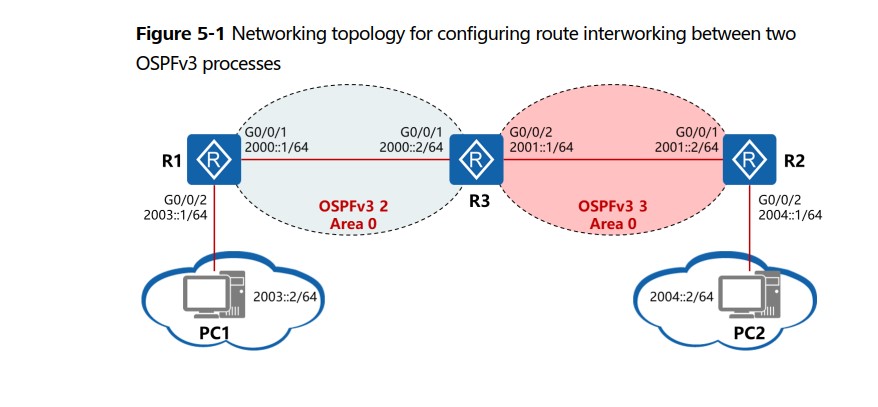 Figure 5-1 Networking topology for configuring route interworking between two
OSPFv3 processes
G0/0/1
2000::1/64
G0/0/1
2000::2/64
G0/0/2
2001::1/64
G0/0/1
2001::2/64
R1
R
R
R
R2
R3
G0/0/2
2003::1/64
OSPFv3 2
Area 0
OSPFv3 3
Area 0
G0/0/2
2004::1/64
2003::2/64
PC1
2004::2/64
PC2